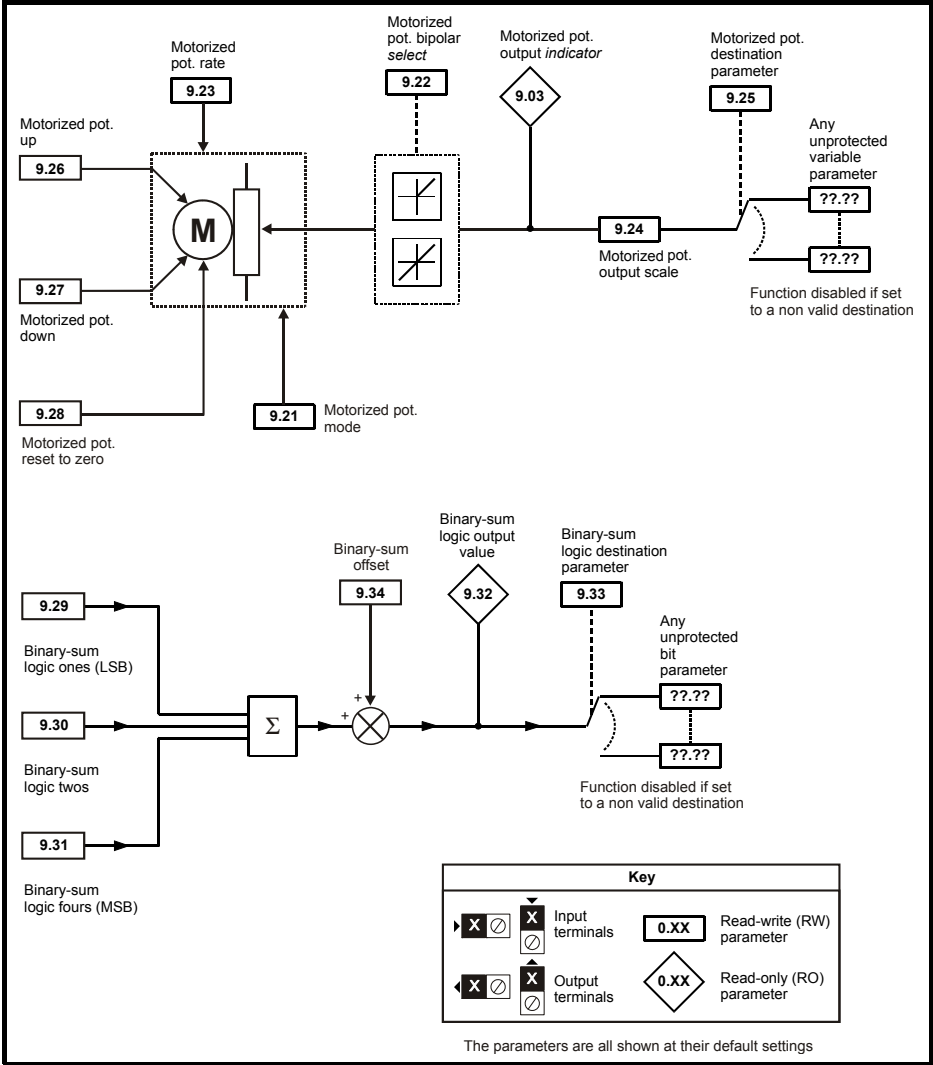 Motorized
pot. rate
9.23
Motorized
pot. bipolar
select
9.22
Motorized pot.
output indicator
9.03
Motorized pot.
destination
parameter
9.25
Motorized pot.
up
9.26
Any
unprotected
variable
parameter
??.??
??.??
M
9.24
Motorized pot.
output scale
Function disabled if set
to a non valid destination
9.27
Motorized pot.
down
9.28
Motorized pot.
reset to zero
9.21
Motorized pot.
mode
Binary-sum
offset
9.34
Binary-sum
logic output
value
9.32
Binary-sum
logic destination
parameter
9.33
9.29
Binary-sum
logic ones (LSB)
Any
unprotected
bit
parameter
??.??
??.??
9.30
Binary-sum
logic twos
Σ
+
+
Function disabled if set
to a non valid destination
9.31
Binary-sum
logic fours (MSB)
Key
X
X
Input
terminals
0.XX
Read-write (RW)
parameter
X
X
Output
terminals
0.XX
Read-only (RO)
parameter
The parameters are all shown at their default settings